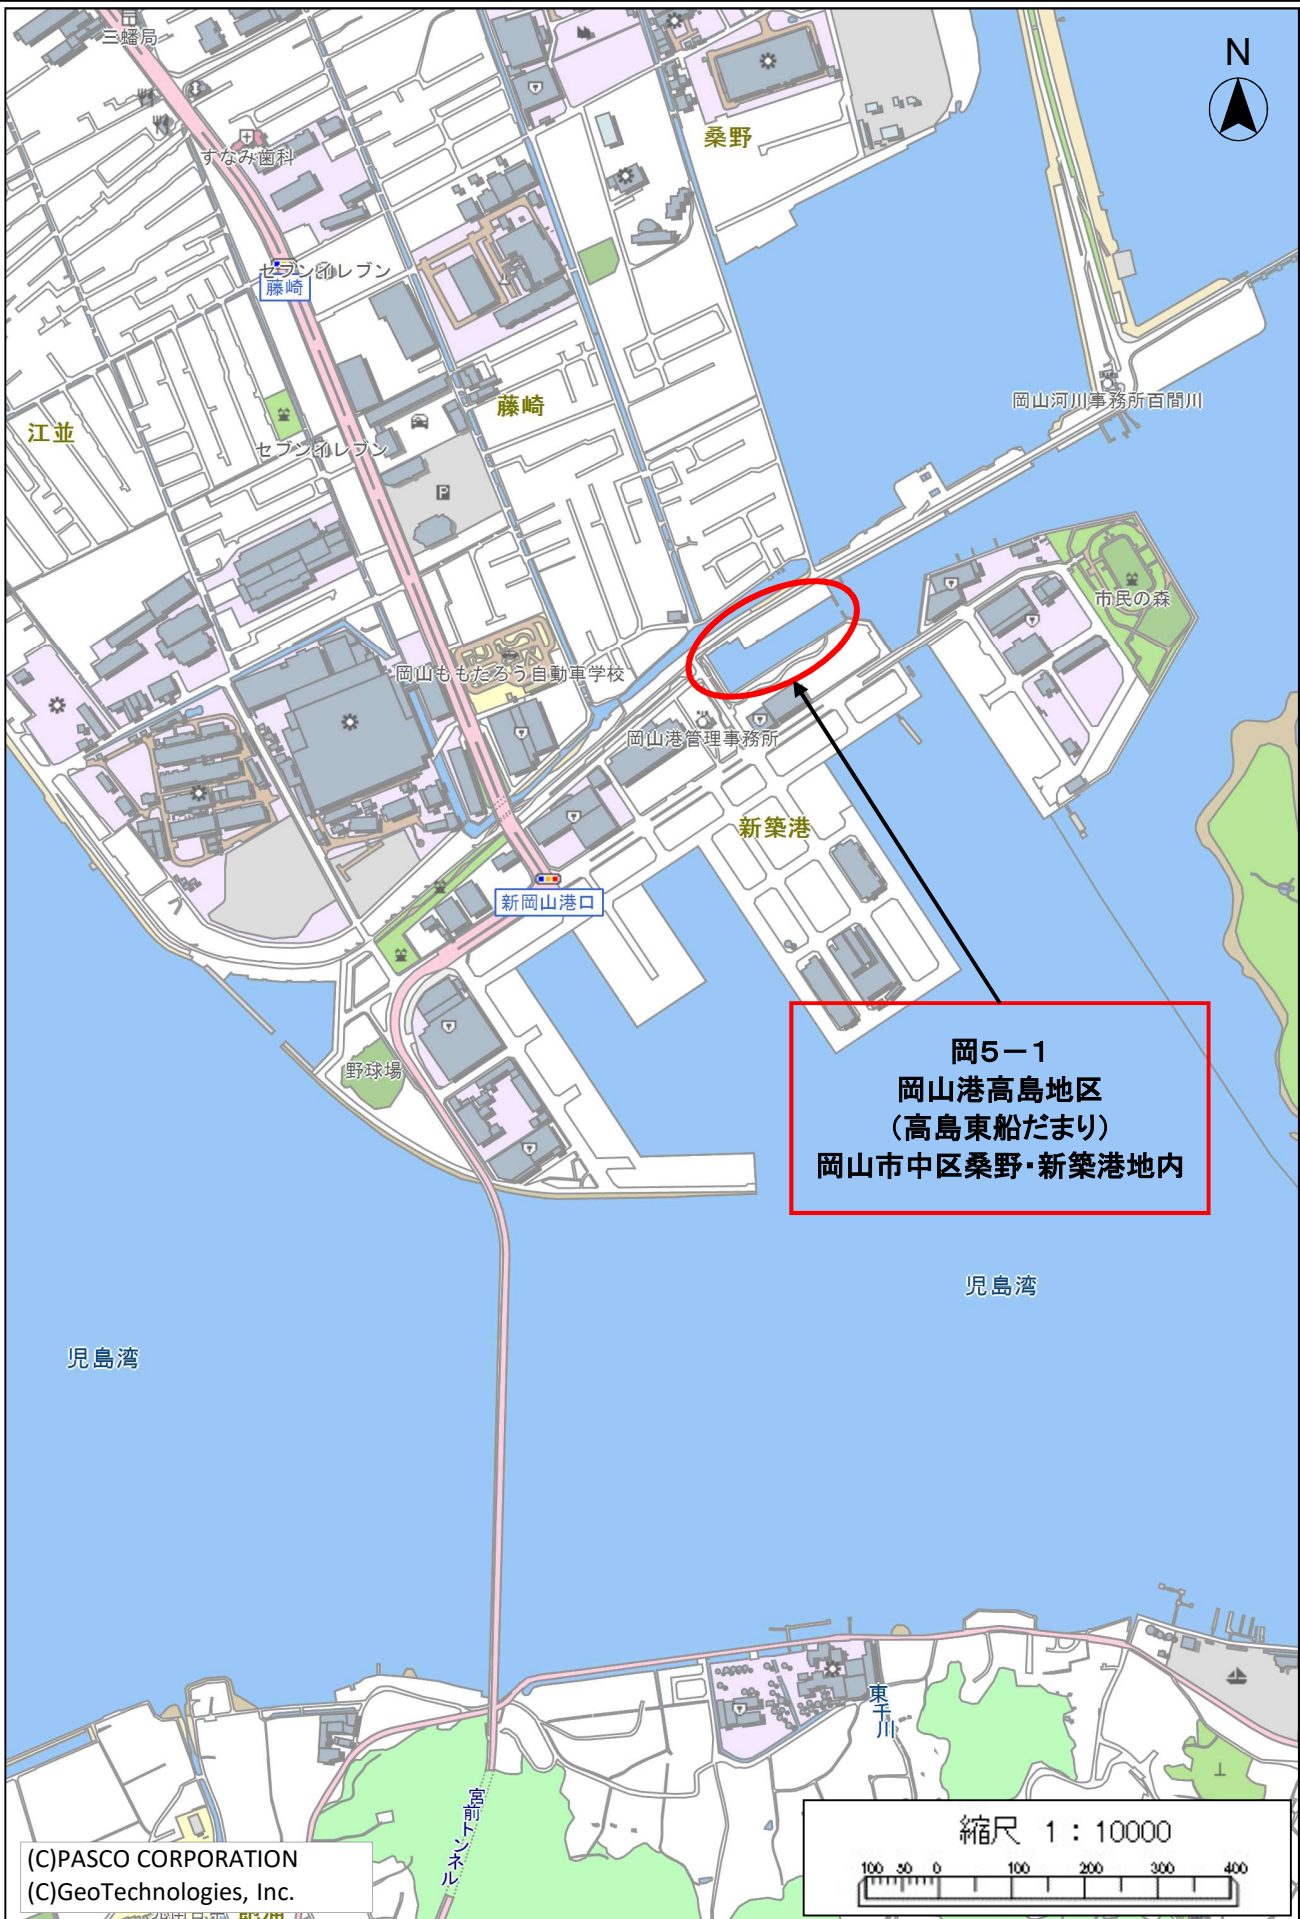 三蟠局
N
桑野
すなみ歯科
セブンイレブン
藤崎
岡山河川事務所百間川
藤崎
江並
セブンイレブン
P
市民の森
岡山ももたろう自動車学校
岡山港管理事務所
新築港
新岡山港口
野球場
岡5-1
岡山港高島地区
(高島東船だまり)
岡山市中区桑野・新築港地内
児島湾
児島湾
東干川
宮前トンネル
縮尺 1:10000
100 50 0 100 200 300 400
(C)PASCO CORPORATION
(C)GeoTechnologies, Inc.